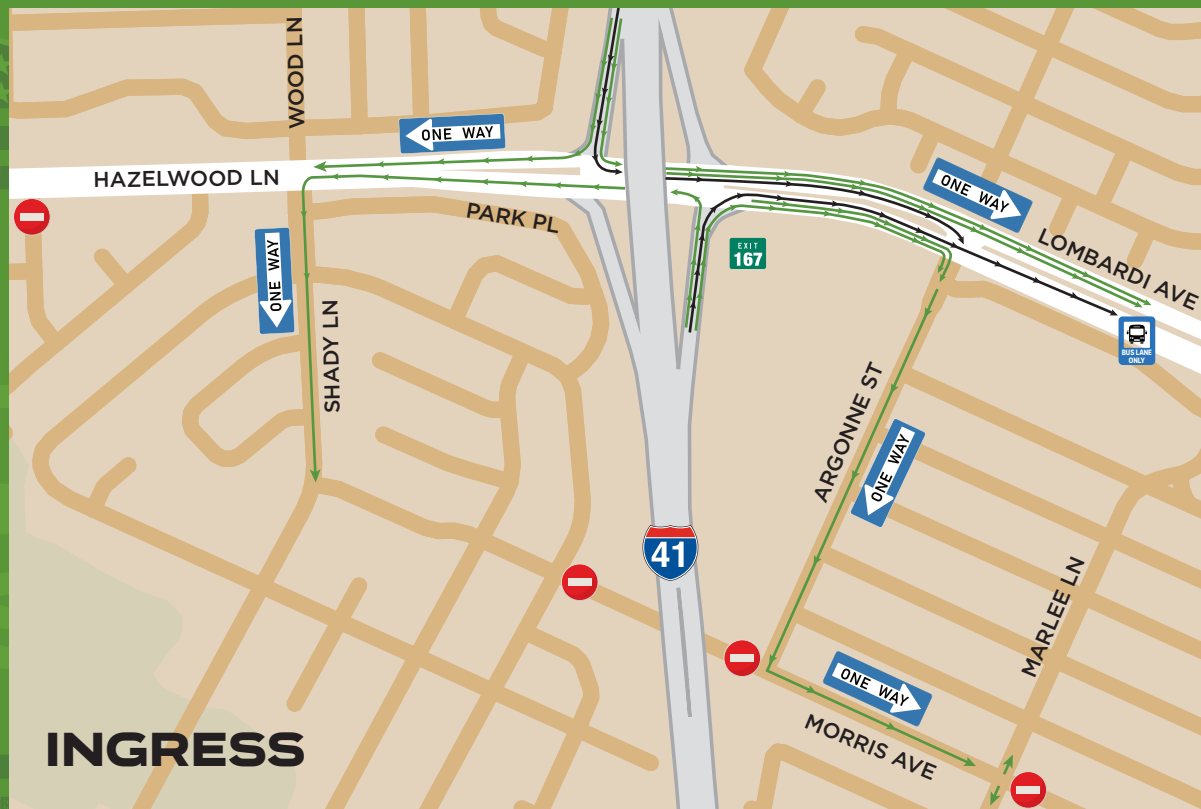 WOOD LN
ONE WAY
HAZELWOOD LN
PARK PL
ONE WAY
LOMBARDI AVE
EXIT
167
ONE WAY
SHADY LN
BUS LANE
ONLY
ARGONNE ST
ONE WAY
41
MARLEE LN
ONE WAY
MORRIS AVE
INGRESS